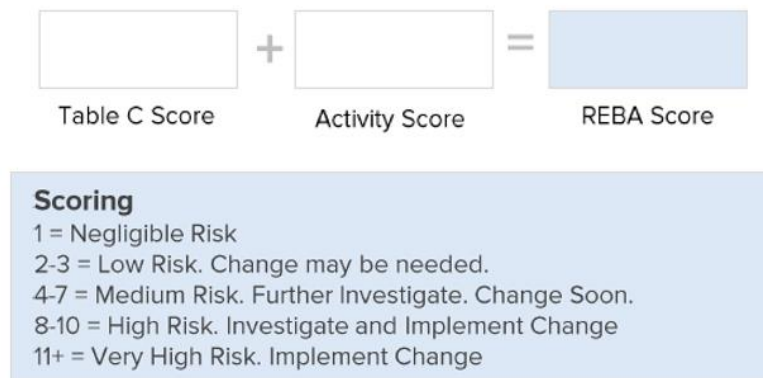 + =
Table C Score Activity Score REBA Score
Scoring
1 = Negligible Risk
2-3 = Low Risk. Change may be needed.
4-7 = Medium Risk. Further Investigate. Change Soon.
8-10 = High Risk. Investigate and Implement Change
11+ = Very High Risk. Implement Change